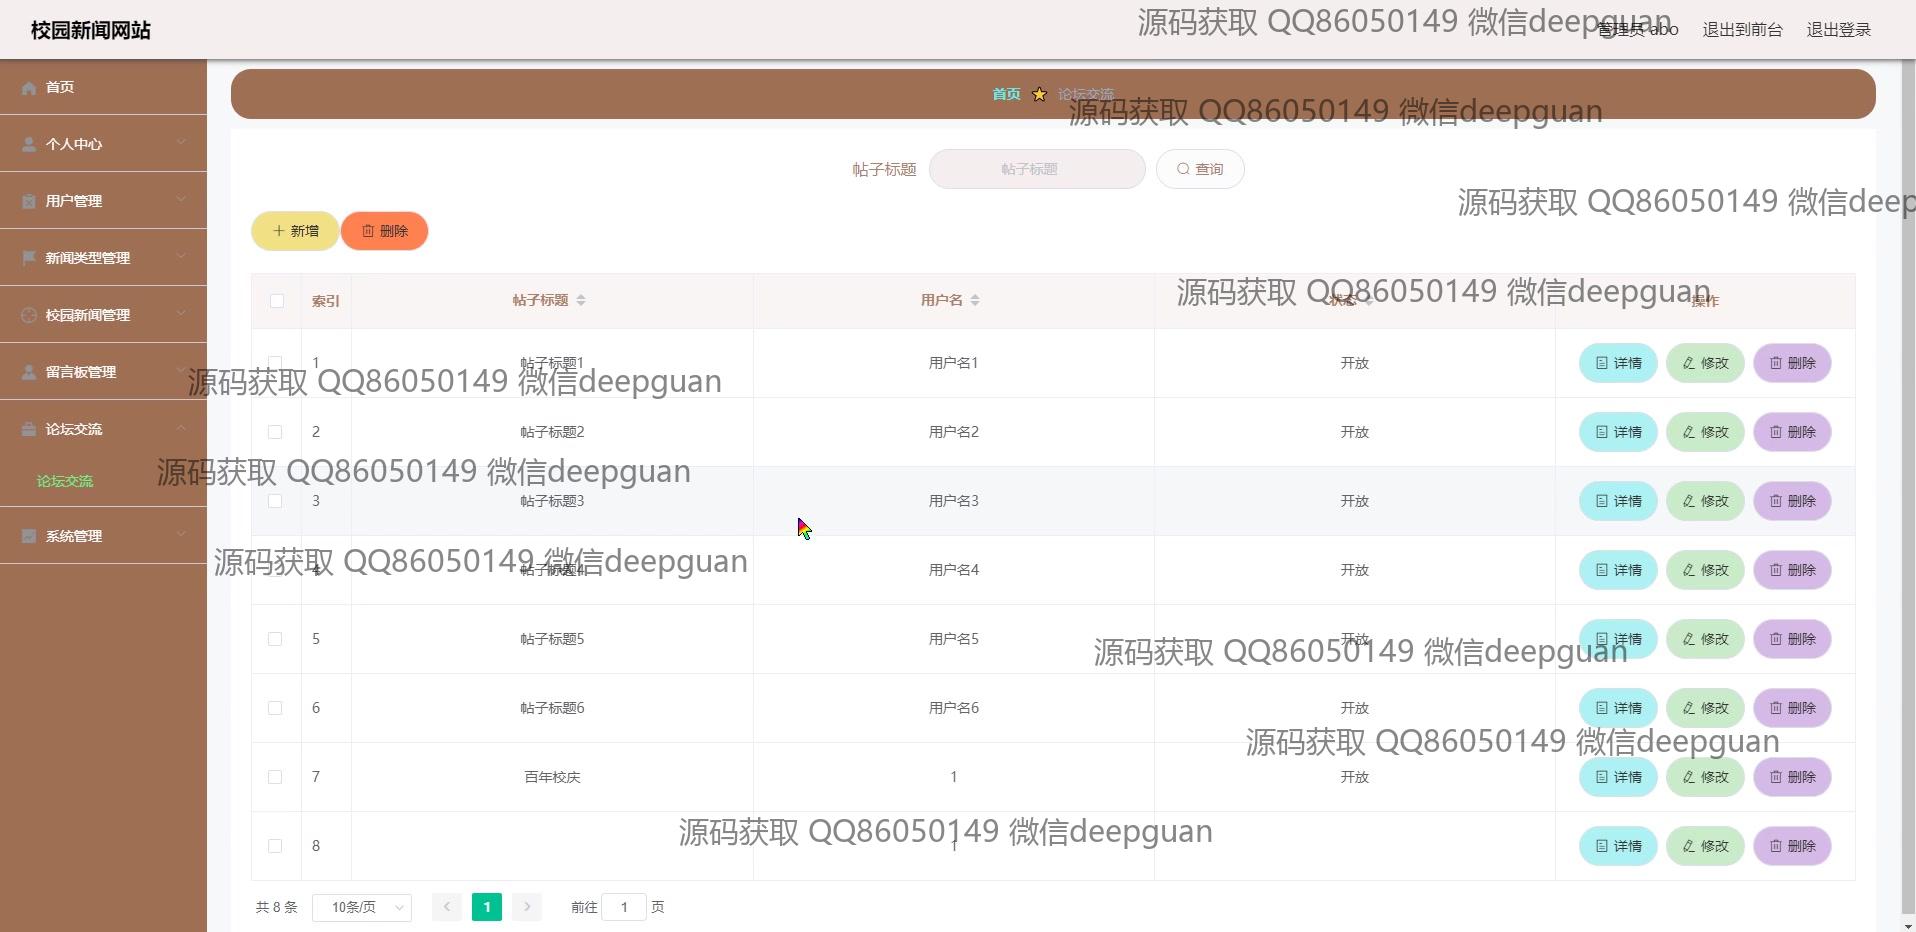 校园新闻网站
源码获取 QQ86050149 微信deepguan
管理员 abo 退出到前台 退出登录
首页
个人中心
用户管理
新闻类型管理
校园新闻管理
留言板管理
论坛交流
论坛交流
系统管理
首页 论坛交流
源码获取 QQ86050149 微信deepguan
帖子标题 帖子标题 查询
源码获取 QQ86050149 微信deep
新增 删除
源码获取 QQ86050149 微信deepguan
索引 帖子标题 用户名 状态 操作
1 帖子标题1 用户名1 开放 详情 修改 删除
源码获取 QQ86050149 微信deepguan
2 帖子标题2 用户名2 开放 详情 修改 删除
源码获取 QQ86050149 微信deepguan
3 帖子标题3 用户名3 开放 详情 修改 删除
源码获取 QQ86050149 微信deepguan
4 帖子标题4 用户名4 开放 详情 修改 删除
5 帖子标题5 用户名5 开放 详情 修改 删除
源码获取 QQ86050149 微信deepguan
6 帖子标题6 用户名6 开放 详情 修改 删除
源码获取 QQ86050149 微信deepguan
7 百年校庆 1 开放 详情 修改 删除
源码获取 QQ86050149 微信deepguan
8 1 详情 修改 删除
共 8 条 10条/页 1 前往 1 页